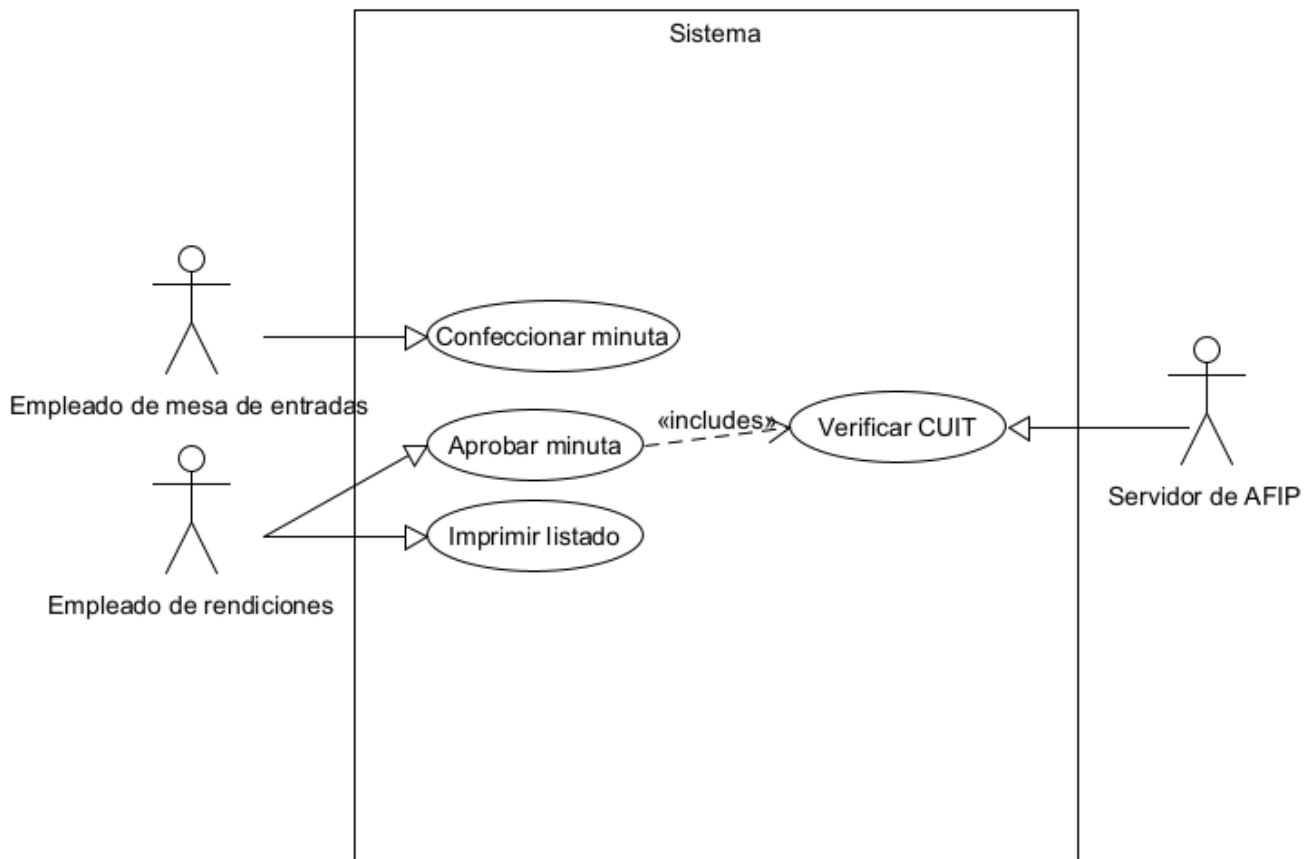 Sistema
Confeccionar minuta
Empleado de mesa de entradas
«includes»
Aprobar minuta
Verificar CUIT
Servidor de AFIP
Imprimir listado
Empleado de rendiciones